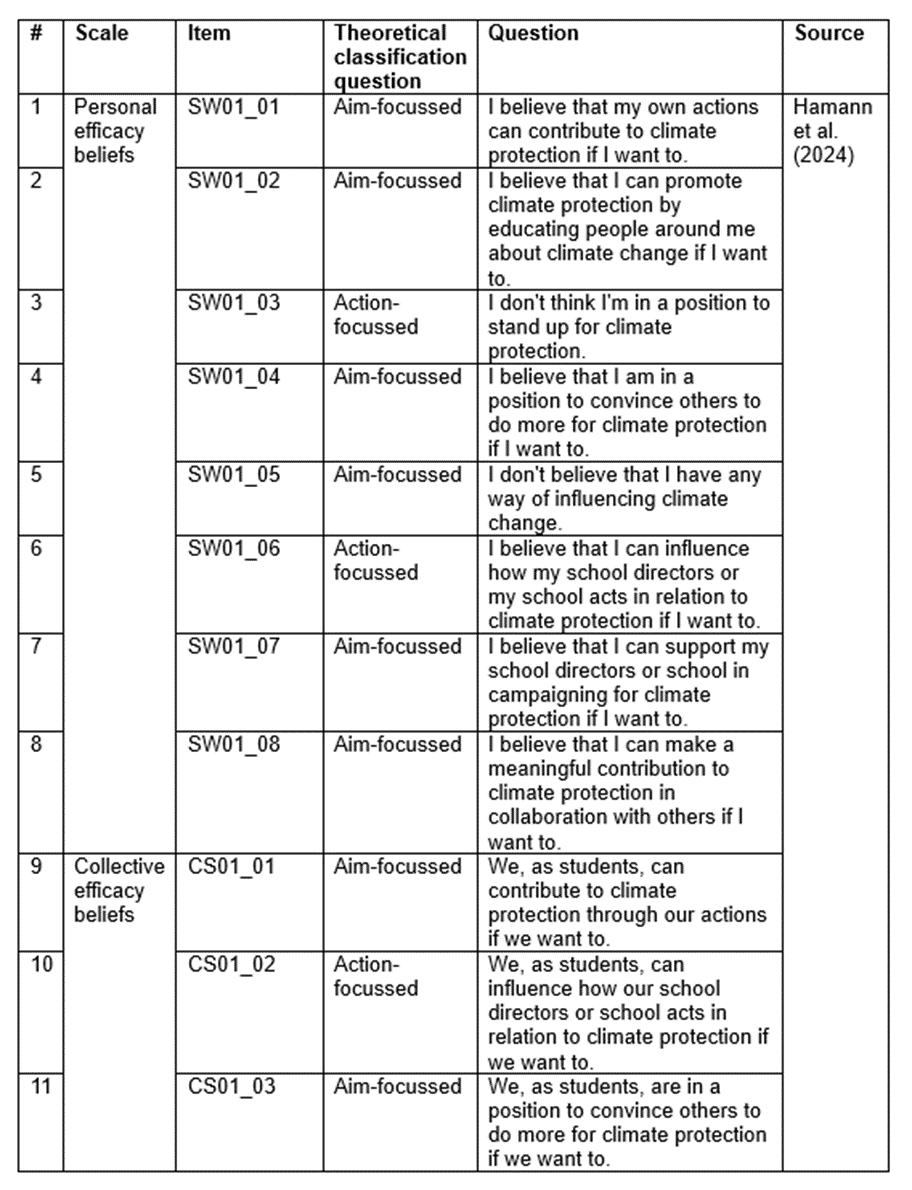 # Scale Item Theoretical classification question Question Source
1 Personal efficacy beliefs SW01_01 Aim-focussed I believe that my own actions can contribute to climate protection if I want to. Hamann et al. (2024)
2 SW01_02 Aim-focussed I believe that I can promote climate protection by educating people around me about climate change if I want to.
3 SW01_03 Action-focussed I don't think I'm in a position to stand up for climate protection.
4 SW01_04 Aim-focussed I believe that I am in a position to convince others to do more for climate protection if I want to.
5 SW01_05 Aim-focussed I don't believe that I have any way of influencing climate change.
6 SW01_06 Action-focussed I believe that I can influence how my school directors or my school acts in relation to climate protection if I want to.
7 SW01_07 Aim-focussed I believe that I can support my school directors or school in campaigning for climate protection if I want to.
8 SW01_08 Aim-focussed I believe that I can make a meaningful contribution to climate protection in collaboration with others if I want to.
9 Collective efficacy beliefs CS01_01 Aim-focussed We, as students, can contribute to climate protection through our actions if we want to.
10 CS01_02 Action-focussed We, as students, can influence how our school directors or school acts in relation to climate protection if we want to.
11 CS01_03 Aim-focussed We, as students, are in a position to convince others to do more for climate protection if we want to.